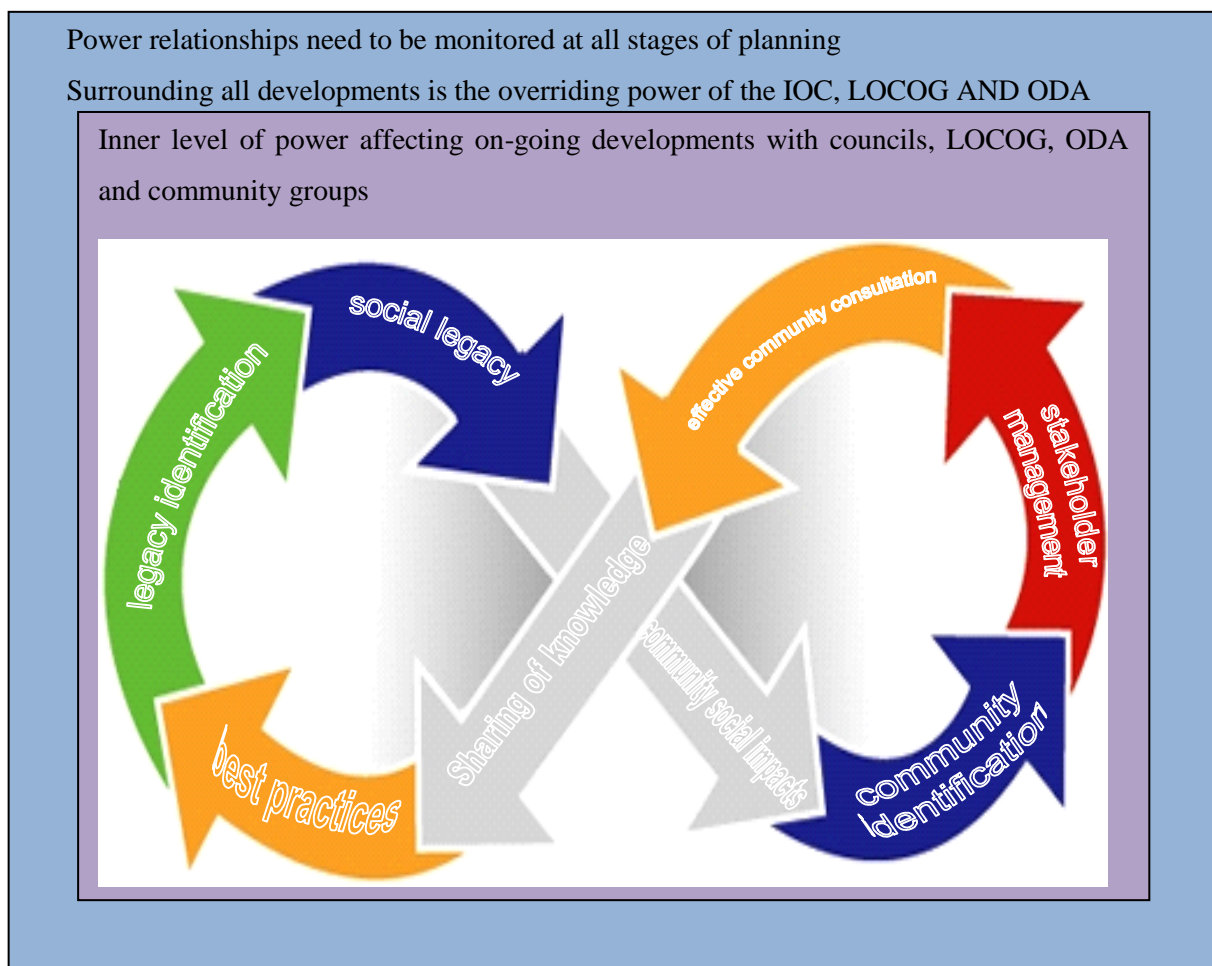 Power relationships need to be monitored at all stages of planning
Surrounding all developments is the overriding power of the IOC, LOCOG AND ODA
Inner level of power affecting on-going developments with councils, LOCOG, ODA
and community groups
social legacy
effective community consultation
legacy identification
stakeholder
management
Sharing of knowledge
community social impacts
best practices
community
identification